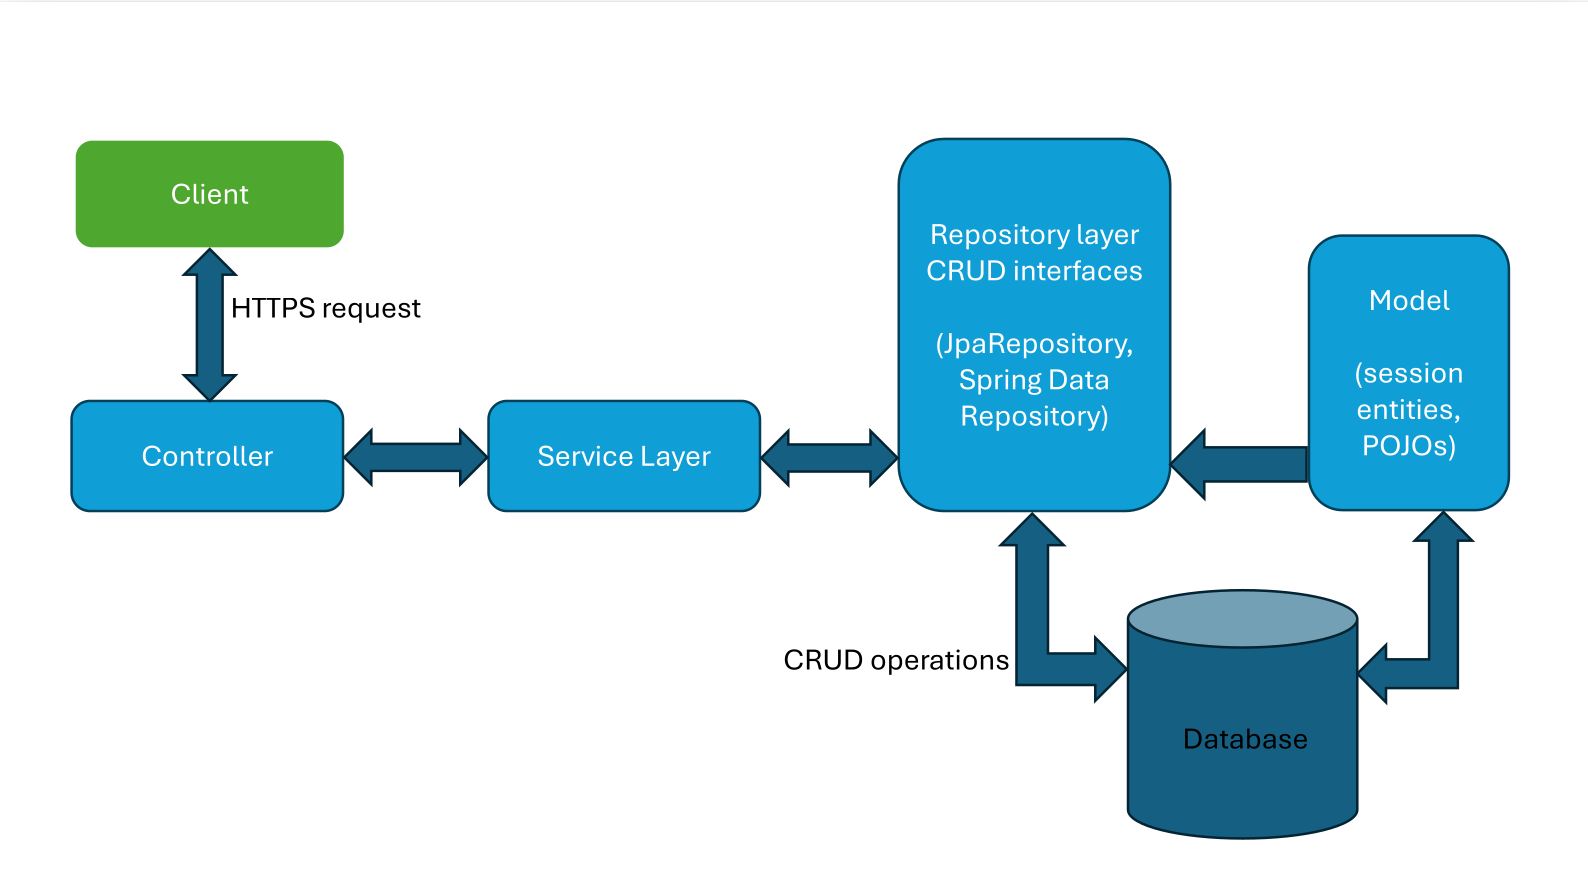 Client
HTTPS request
Controller
Service Layer
Repository layer
CRUD interfaces
(JpaRepository,
Spring Data
Repository)
Model
(session
entities,
POJOs)
CRUD operations
Database